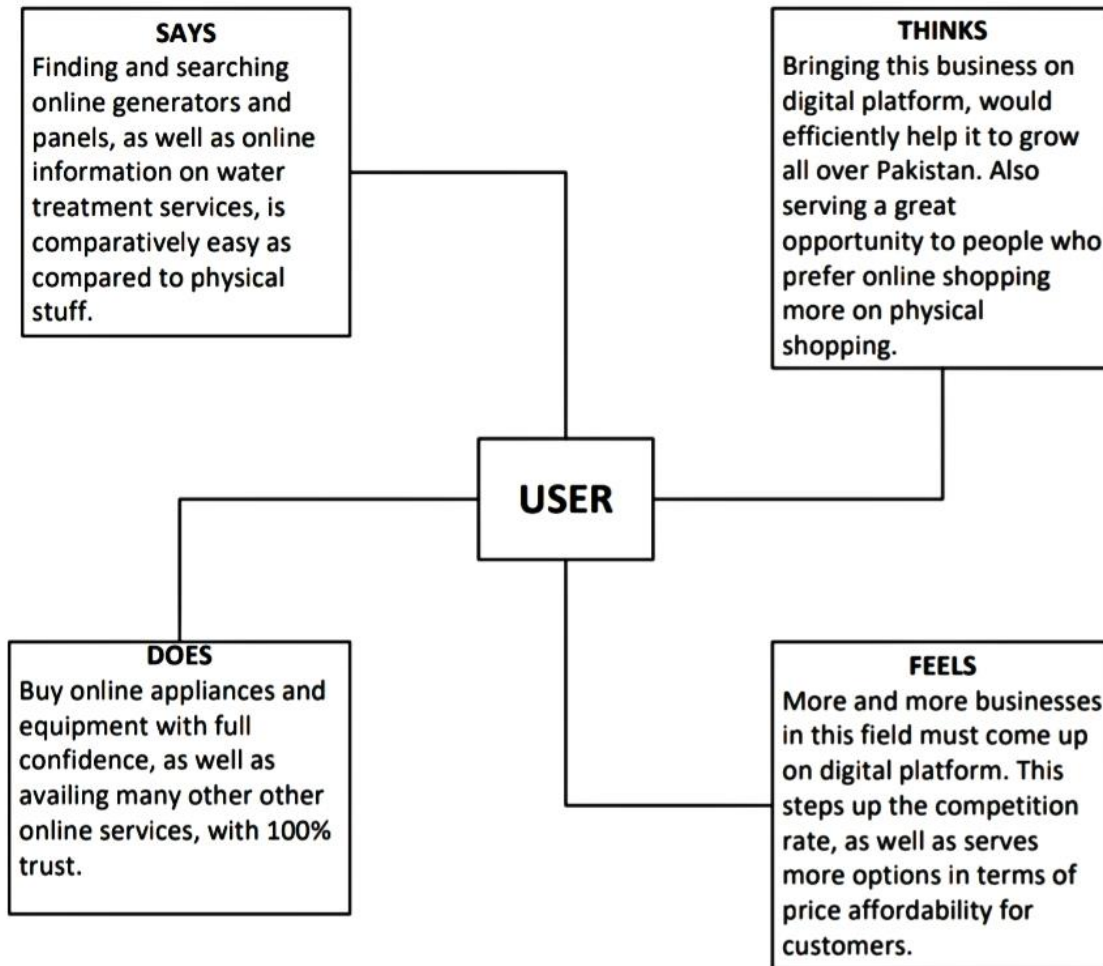 SAYS
Finding and searching
online generators and
panels, as well as online
information on water
treatment services, is
comparatively easy as
compared to physical
stuff.
THINKS
Bringing this business on
digital platform, would
efficiently help it to grow
all over Pakistan. Also
serving a great
opportunity to people who
prefer online shopping
more on physical
shopping.
USER
DOES
Buy online appliances and
equipment with full
confidence, as well as
availing many other other
online services, with 100%
trust.
FEELS
More and more businesses
in this field must come up
on digital platform. This
steps up the competition
rate, as well as serves
more options in terms of
price affordability for
customers.